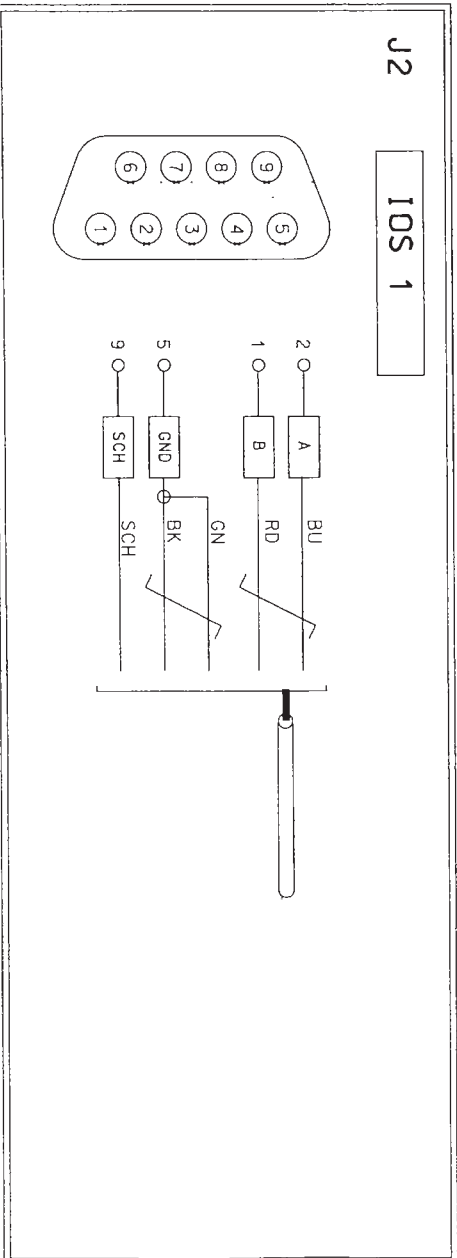 J2
IOS 1
9 8 7 6
5 4 3 2 1
2 A BU
1 B RD
GN
5 GND BK
9 SCH SCH